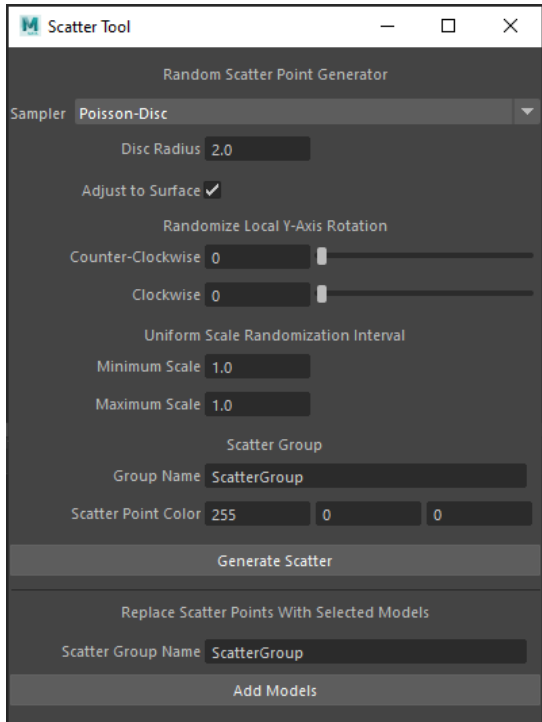 Scatter Tool
Random Scatter Point Generator
Sampler Poisson-Disc
Disc Radius 2.0
Adjust to Surface
Randomize Local Y-Axis Rotation
Counter-Clockwise 0
Clockwise 0
Uniform Scale Randomization Interval
Minimum Scale 1.0
Maximum Scale 1.0
Scatter Group
Group Name ScatterGroup
Scatter Point Color 255 0 0
Generate Scatter
Replace Scatter Points With Selected Models
Scatter Group Name ScatterGroup
Add Models